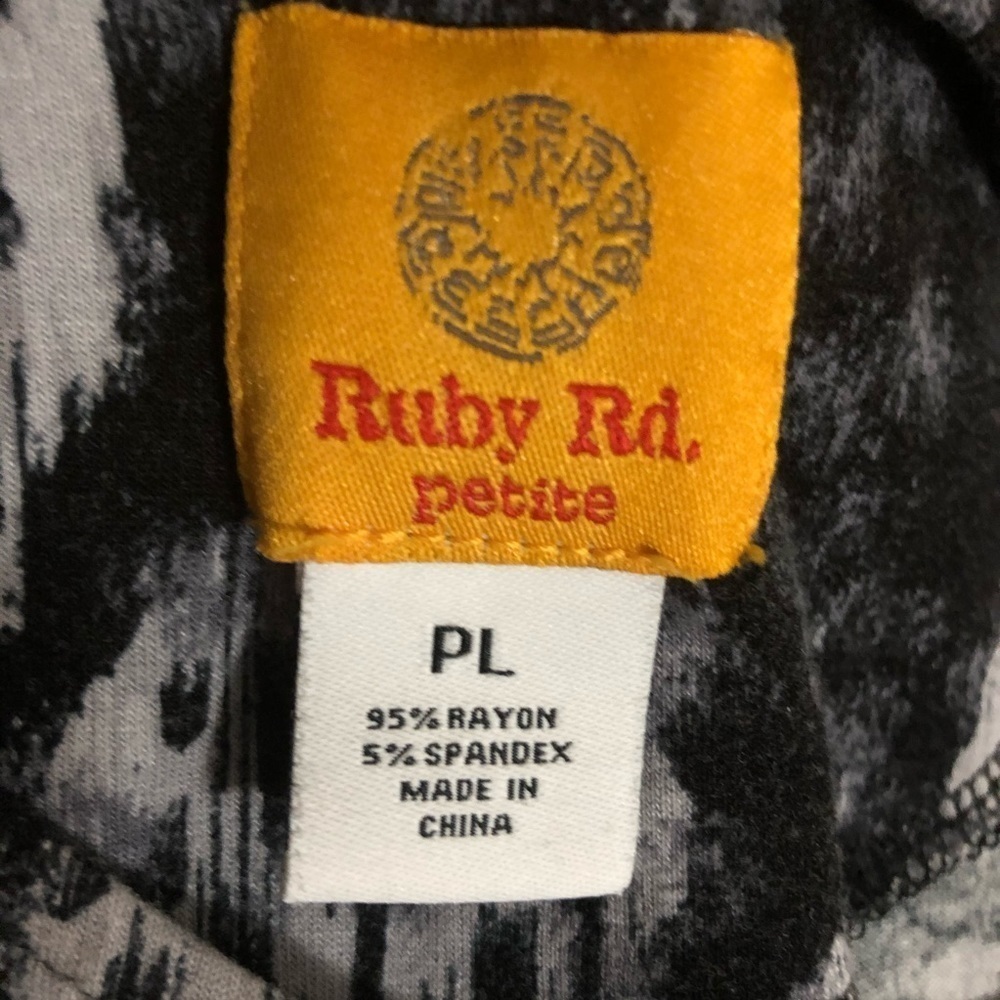 Ruby Rd.
petite
PL
95% RAYON
5% SPANDEX
MADE IN
CHINA